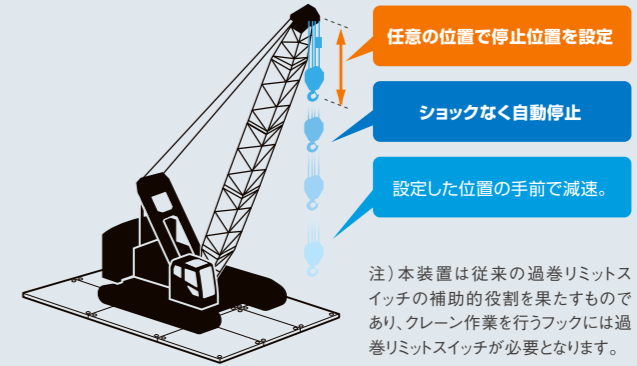 任意の位置で停止位置を設定
ショックなく自動停止
設定した位置の手前で減速。
注）本装置は従来の過巻リミットス
イッチの補助的役割を果たすもので
あり、クレーン作業を行うフックには過
巻リミットスイッチが必要となります。